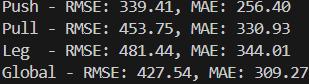 Push - RMSE: 339.41, MAE: 256.40
Pull - RMSE: 453.75, MAE: 330.93
Leg  - RMSE: 481.44, MAE: 344.01
Global - RMSE: 427.54, MAE: 309.27